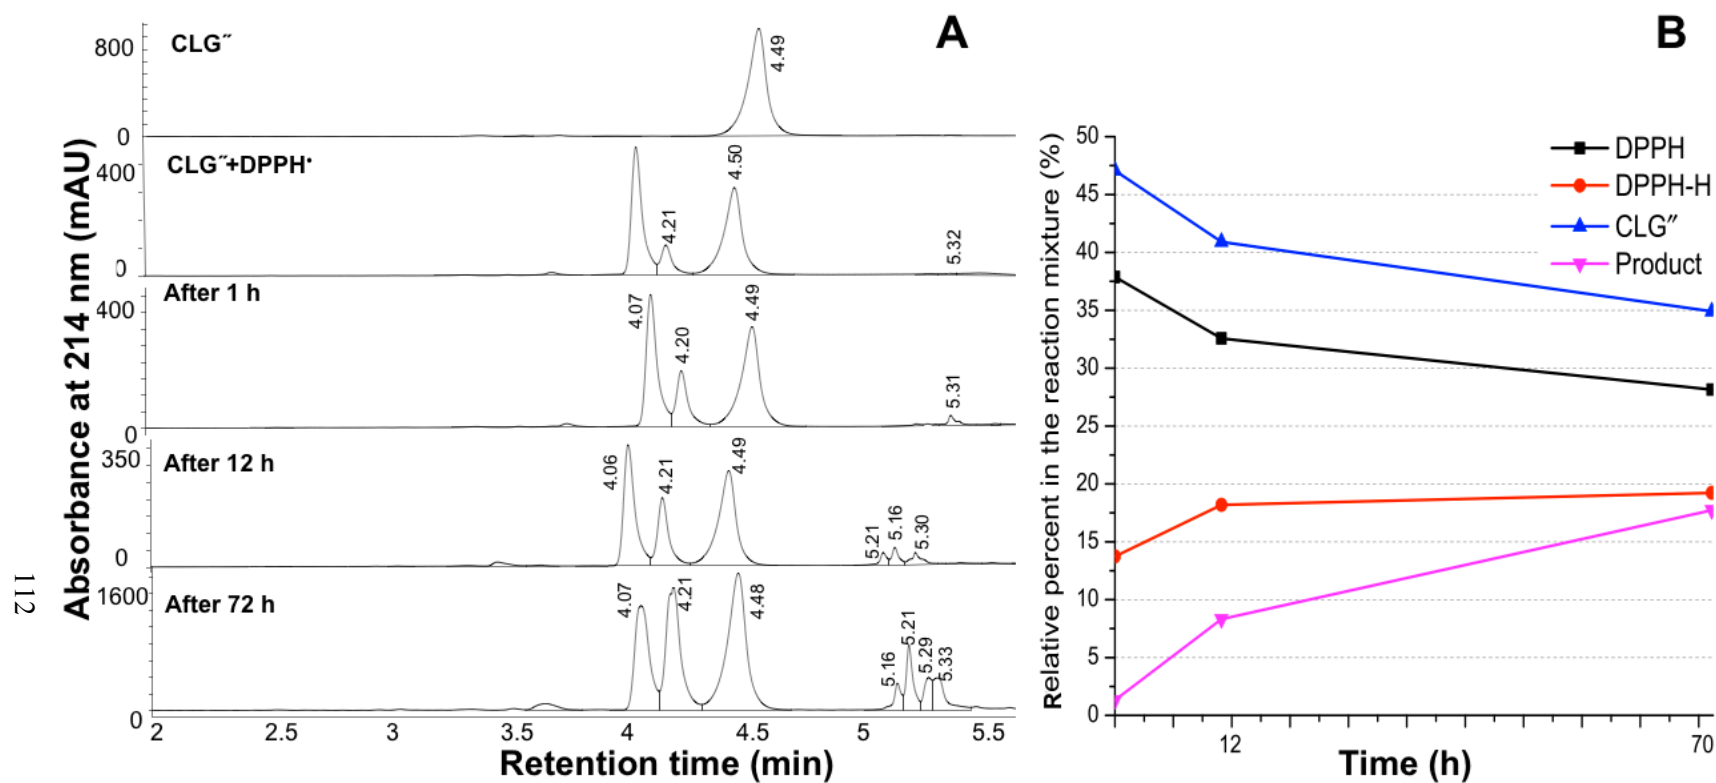 A
B
Absorbance at 214 nm (mAU)
CLG″
800
0
4.49
CLG″+DPPH•
400
0
4.21
4.50
5.32
After 1 h
400
0
4.07
4.20
4.49
5.31
After 12 h
350
0
4.06
4.21
4.49
5.21
5.16
5.30
After 72 h
1600
0
4.07
4.21
4.48
5.16
5.21
5.29
5.33
2 2.5 3 3.5 4 4.5 5 5.5
Retention time (min)
112
Relative percent in the reaction mixture (%)
50
45
40
35
30
25
20
15
10
5
0
DPPH
DPPH-H
CLG″
Product
12 70
Time (h)